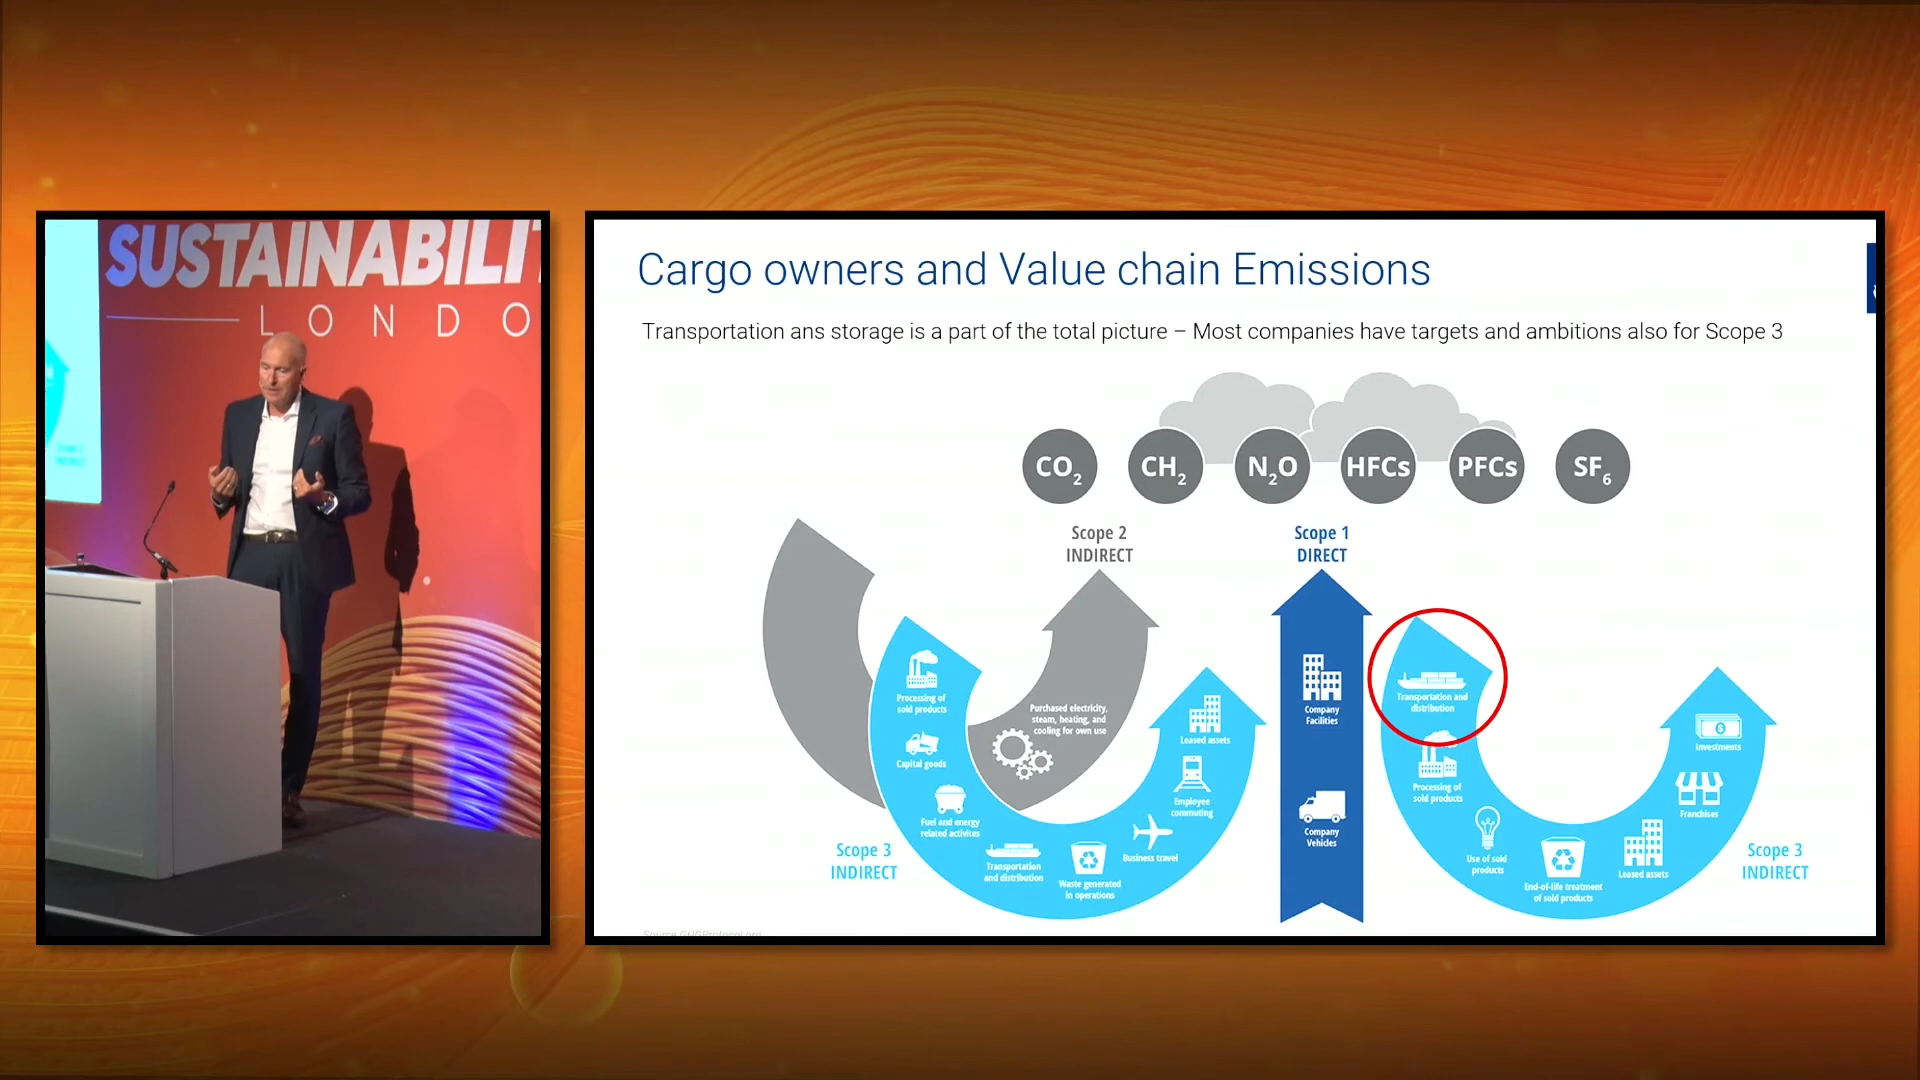 SUSTAINABILIT
LONDO
Cargo owners and Value chain Emissions
Transportation ans storage is a part of the total picture – Most companies have targets and ambitions also for Scope 3
CO2
CH2
N2O
HFCs
PFCs
SF6
Scope 2
INDIRECT
Scope 1
DIRECT
Processing of
sold products
Capital goods
Fuel and energy
related activites
Transportation
and distribution
Waste generated
in operations
Business travel
Employee
commuting
Leased assets
Purchased electricity,
steam, heating, and
cooling for own use
Scope 3
INDIRECT
Company
Facilities
Company
Vehicles
Transportation and
distribution
Processing of
sold products
Use of sold
products
End-of-life treatment
of sold products
Leased assets
Franchises
Investments
Scope 3
INDIRECT
Source GHGProtocol.org